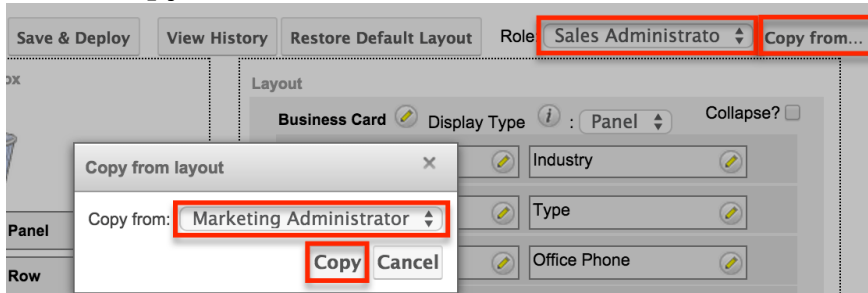 Save & Deploy View History Restore Default Layout Role Sales Administrato Copy from...
Layout
Business Card Display Type i : Panel Collapse?
Copy from layout ×
Industry
Copy from: Marketing Administrator
Type
Panel
Copy Cancel
Office Phone
Row